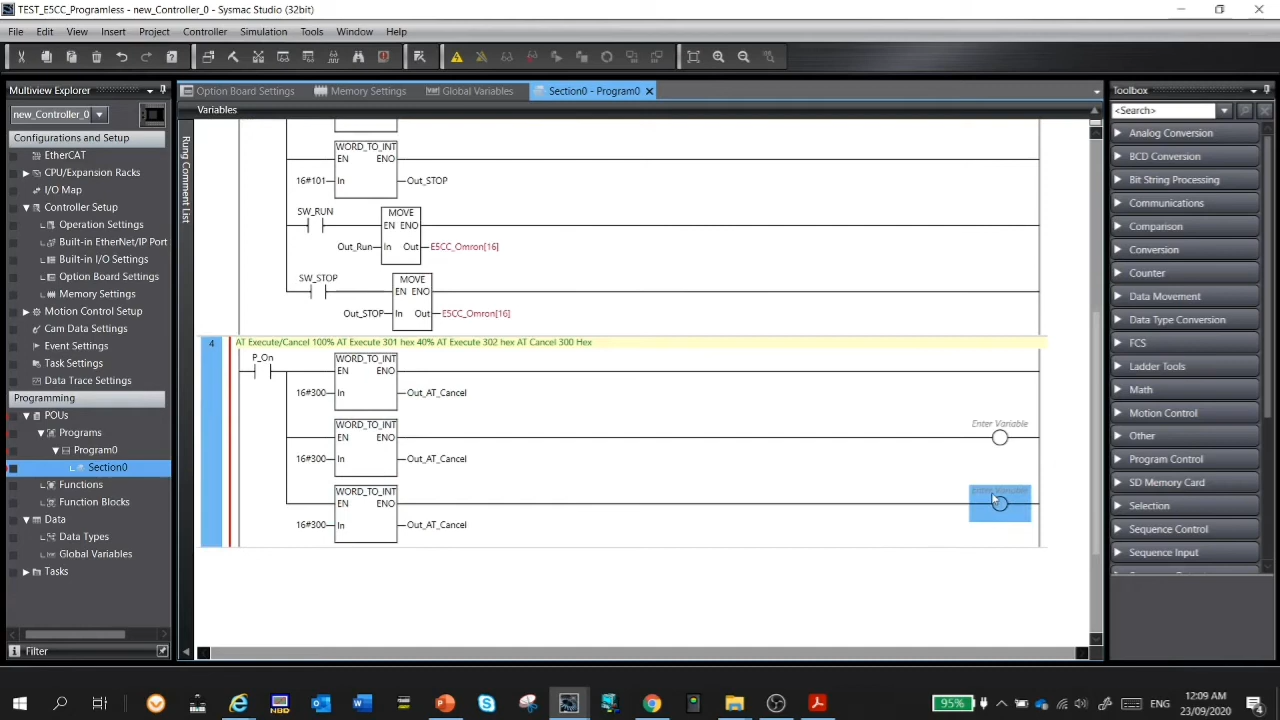 TEST_E5CC_Programless - new_Controller_0 - Sysmac Studio (32bit)
File Edit View Insert Project Controller Simulation Tools Window Help
Multiview Explorer
new_Controller_0
Configurations and Setup
EtherCAT
CPU/Expansion Racks
I/O Map
Controller Setup
Operation Settings
Built-in EtherNet/IP Port
Built-in I/O Settings
Option Board Settings
Memory Settings
Motion Control Setup
Cam Data Settings
Event Settings
Task Settings
Data Trace Settings
Programming
POUs
Programs
Program0
Section0
Functions
Function Blocks
Data
Data Types
Global Variables
Tasks
Filter
Option Board Settings Memory Settings Global Variables Section0 - Program0
Variables
Rung Comment List
WORD_TO_INT
EN ENO
16#101 In Out_STOP
SW_RUN MOVE
EN ENO
Out_Run In Out E5CC_Omron[16]
SW_STOP MOVE
EN ENO
Out_STOP In Out E5CC_Omron[16]
4 AT Execute/Cancel 100% AT Execute 301 hex 40% AT Execute 302 hex AT Cancel 300 Hex
P_On WORD_TO_INT
EN ENO
16#300 In Out_AT_Cancel
WORD_TO_INT Enter Variable
EN ENO
16#300 In Out_AT_Cancel
WORD_TO_INT Enter Variable
EN ENO
16#300 In Out_AT_Cancel
Toolbox
<Search>
Analog Conversion
BCD Conversion
Bit String Processing
Communications
Comparison
Conversion
Counter
Data Movement
Data Type Conversion
FCS
Ladder Tools
Math
Motion Control
Other
Program Control
SD Memory Card
Selection
Sequence Control
Sequence Input
95% ENG 12:09 AM
23/09/2020 4